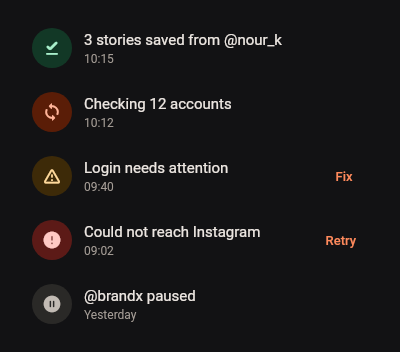 3 stories saved from @nour_k
10:15
Checking 12 accounts
10:12
Login needs attention
09:40
Fix
Could not reach Instagram
09:02
Retry
@brandx paused
Yesterday